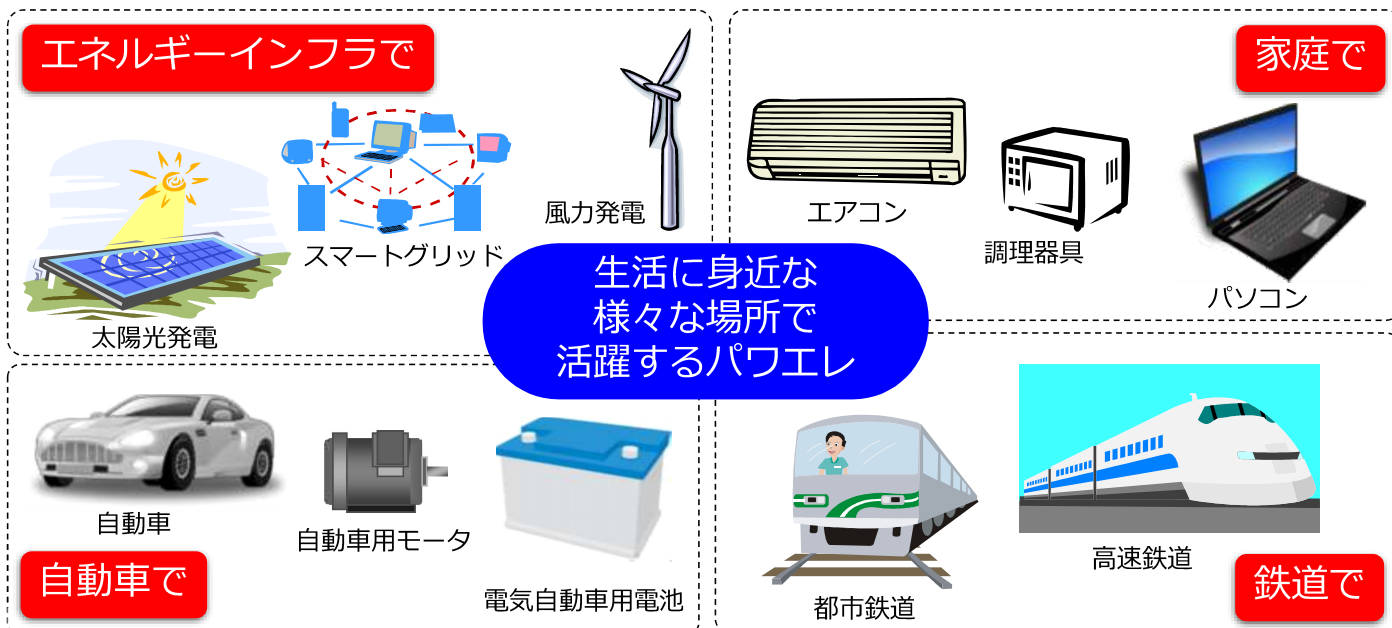 エネルギーインフラで
太陽光発電
スマートグリッド
風力発電
家庭で
エアコン
調理器具
パソコン
生活に身近な
様々な場所で
活躍するパワエレ
自動車
自動車用モータ
電気自動車用電池
自動車で
都市鉄道
高速鉄道
鉄道で